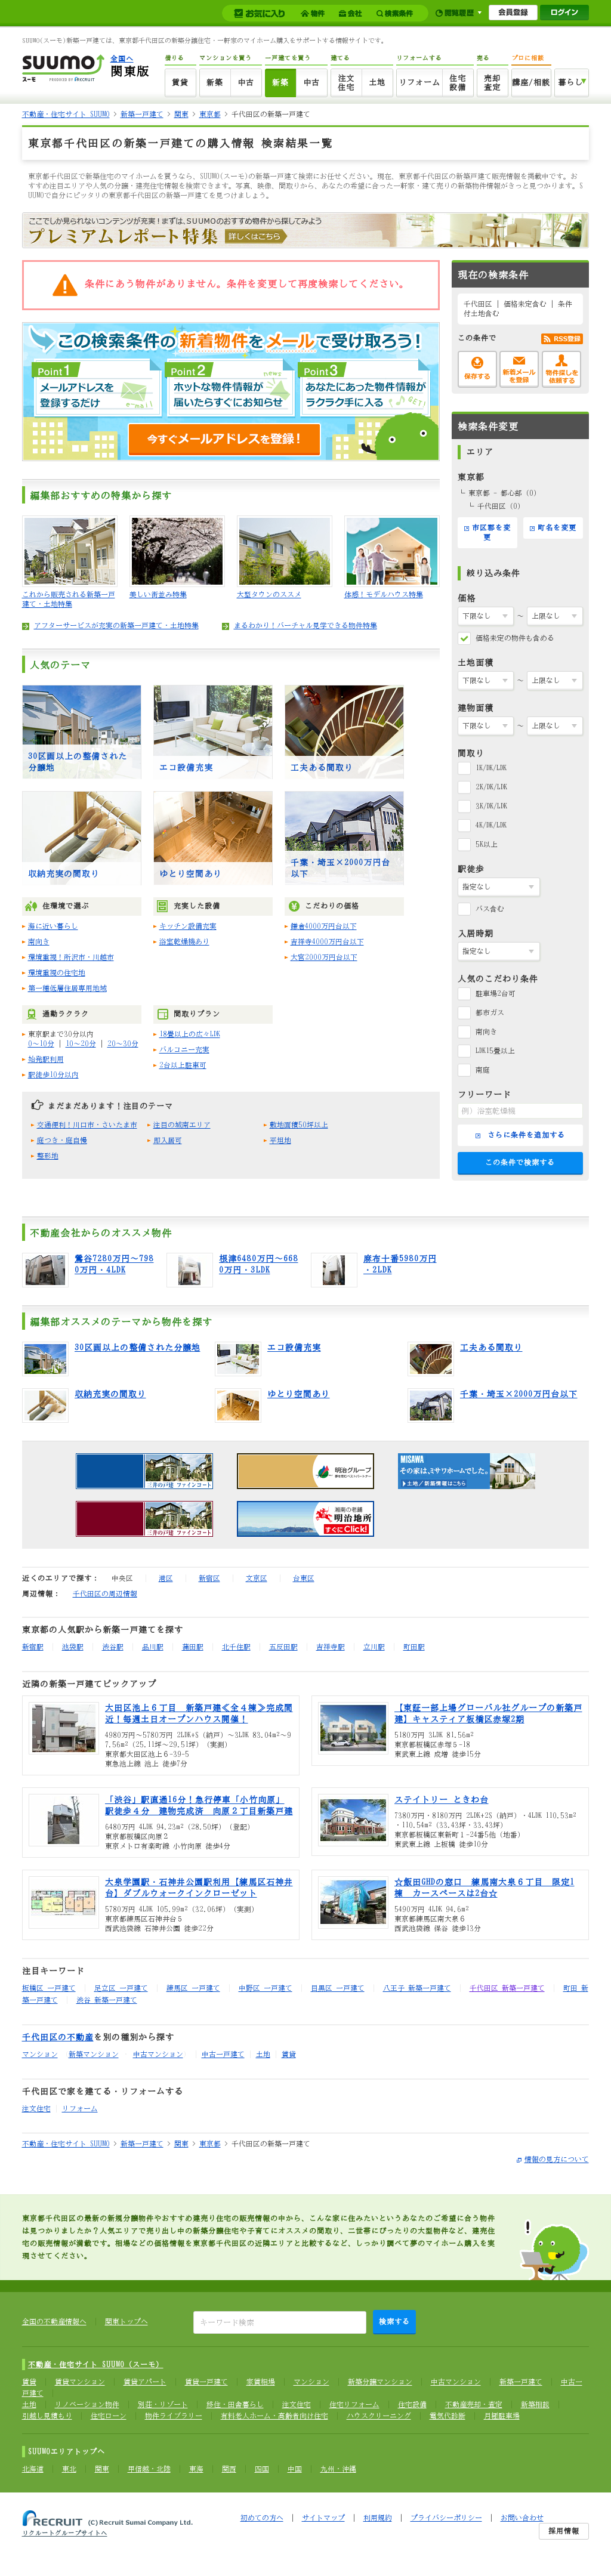 お気に入り 物件 会社 検索条件 閲覧履歴 会員登録 ログイン
SUUMO(スーモ)新築一戸建ては、東京都千代田区の新築分譲住宅・一軒家のマイホーム購入をサポートする情報サイトです。
SUUMO スーモ POWERED BY RECRUIT 全国へ 関東版
借りる マンションを買う 一戸建てを買う 建てる リフォームする 売る プロに相談
賃貸 新築 中古 新築 中古 注文住宅 土地 リフォーム 住宅設備 売却査定 講座/相談 暮らし
不動産・住宅サイト SUUMO > 新築一戸建て > 関東 > 東京都 > 千代田区の新築一戸建て
東京都千代田区の新築一戸建ての購入情報 検索結果一覧
東京都千代田区で新築住宅のマイホームを買うなら、SUUMO(スーモ)の新築一戸建て検索にお任せください。現在、東京都千代田区の新築戸建て販売情報を掲載中です。おすすめ注目エリアや人気の分譲・建売住宅情報を検索できます。写真、映像、間取りから、あなたの希望に合った一軒家・建て売りの新築物件情報がきっと見つかります。SUUMOで自分にピッタリの東京都千代田区の新築一戸建てを見つけましょう。
ここでしか見られないコンテンツが充実！まずは、SUUMOのおすすめ物件から探してみよう
プレミアムレポート特集 詳しくはこちら
条件にあう物件がありません。条件を変更して再度検索してください。
この検索条件の新着物件をメールで受け取ろう！
Point1 メールアドレスを登録するだけ
Point2 ホットな物件情報が届いたらすぐにお知らせ
Point3 あなたにあった物件情報がラクラク手に入る
今すぐメールアドレスを登録！
編集部おすすめの特集から探す
これから販売される新築一戸建て・土地特集
美しい街並み特集
大型タウンのススメ
体感！モデルハウス特集
アフターサービスが充実の新築一戸建て・土地特集
まるわかり！バーチャル見学できる物件特集
人気のテーマ
30区画以上の整備された分譲地
エコ設備充実
工夫ある間取り
収納充実の間取り
ゆとり空間あり
千葉・埼玉×2000万円台以下
住環境で選ぶ
海に近い暮らし
南向き
環境重視！所沢市・川越市
環境重視の住宅地
第一種低層住居専用地域
充実した設備
キッチン設備充実
浴室乾燥機あり
こだわりの価格
鎌倉4000万円台以下
吉祥寺4000万円台以下
大宮2000万円台以下
通勤ラクラク
東京駅まで30分以内
0～10分 | 10～20分 | 20～30分
始発駅利用
駅徒歩10分以内
間取りプラン
18畳以上の広々LDK
バルコニー充実
2台以上駐車可
まだまだあります！注目のテーマ
交通便利！川口市・さいたま市
庭つき・庭自慢
整形地
注目の城南エリア
即入居可
敷地面積50坪以上
平坦地
現在の検索条件
千代田区 | 価格未定含む | 条件付土地含む
この条件で RSS登録
保存する 新着メールを登録 物件探しを依頼する
検索条件変更
エリア
東京都
東京都 - 都心部（0）
千代田区（0）
市区郡を変更 町名を変更
絞り込み条件
価格
下限なし ～ 上限なし
価格未定の物件も含める
土地面積
下限なし ～ 上限なし
建物面積
下限なし ～ 上限なし
間取り
1K/DK/LDK
2K/DK/LDK
3K/DK/LDK
4K/DK/LDK
5K以上
駅徒歩
指定なし
バス含む
入居時期
指定なし
人気のこだわり条件
駐車場2台可
都市ガス
南向き
LDK15畳以上
南庭
フリーワード
例）浴室乾燥機
さらに条件を追加する
この条件で検索する
不動産会社からのオススメ物件
鶯谷7280万円～7980万円・4LDK
根津6480万円～6680万円・3LDK
麻布十番5980万円・2LDK
編集部オススメのテーマから物件を探す
30区画以上の整備された分譲地
エコ設備充実
工夫ある間取り
収納充実の間取り
ゆとり空間あり
千葉・埼玉×2000万円台以下
三井の戸建 ファインコート
明治グループ
MISAWA その家は、ミサワホームでした。 土地／新築情報はこちら
三井の戸建 ファインコート
湘南の老舗 明治地所 すぐにClick!
近くのエリアで探す： 中央区 港区 新宿区 文京区 台東区
周辺情報： 千代田区の周辺情報
東京都の人気駅から新築一戸建てを探す
新宿駅 池袋駅 渋谷駅 品川駅 蒲田駅 北千住駅 五反田駅 吉祥寺駅 立川駅 町田駅
近隣の新築一戸建てピックアップ
大田区池上６丁目 新築戸建≪全４棟≫完成間近！毎週土日オープンハウス開催！
4980万円～5780万円 2LDK+S（納戸）～3LDK 83.04m2～97.56m2（25.11坪～29.51坪）（実測）
東京都大田区池上６-39-5
東急池上線 池上 徒歩7分
【東証一部上場グローバル社グループの新築戸建】キャスティア板橋区赤塚2期
5180万円 3LDK 81.56m2
東京都板橋区赤塚５-18
東武東上線 成増 徒歩15分
「渋谷」駅直通16分！急行停車「小竹向原」駅徒歩４分 建物完成済 向原２丁目新築戸建
6480万円 4LDK 94.23m2（28.50坪）（登記）
東京都板橋区向原２
東京メトロ有楽町線 小竹向原 徒歩4分
ステイトリー ときわ台
7380万円・8180万円 2LDK+2S（納戸）・4LDK 110.53m2・110.54m2（33.43坪・33.43坪）
東京都板橋区東新町１-24番5他（地番）
東武東上線 上板橋 徒歩10分
大泉学園駅・石神井公園駅利用【練馬区石神井台】ダブルウォークインクローゼット
5780万円 4LDK 105.99m2（32.06坪）（実測）
東京都練馬区石神井台５
西武池袋線 石神井公園 徒歩22分
☆飯田GHDの窓口 練馬南大泉６丁目 限定1棟 カースペースは2台☆
5490万円 4LDK 94.6m2
東京都練馬区南大泉６
西武池袋線 保谷 徒歩13分
注目キーワード
板橋区 一戸建て 足立区 一戸建て 練馬区 一戸建て 中野区 一戸建て 目黒区 一戸建て 八王子 新築一戸建て 千代田区 新築一戸建て 町田 新築一戸建て 渋谷 新築一戸建て
千代田区の不動産を別の種別から探す
マンション 新築マンション 中古マンション 中古一戸建て 土地 賃貸
千代田区で家を建てる・リフォームする
注文住宅 リフォーム
不動産・住宅サイト SUUMO > 新築一戸建て > 関東 > 東京都 > 千代田区の新築一戸建て
情報の見方について
東京都千代田区の最新の新規分譲物件やおすすめ建売り住宅の販売情報の中から、こんな家に住みたいというあなたのご希望に合う物件は見つかりましたか？人気エリアで売り出し中の新築分譲住宅や子育てにオススメの間取り、二世帯にぴったりの大型物件など、建売住宅の販売情報が満載です。相場などの価格情報を東京都千代田区の近隣エリアと比較するなど、しっかり調べて夢のマイホーム購入を実現させてください。
全国の不動産情報へ 関東トップへ キーワード検索 検索する
不動産・住宅サイト SUUMO（スーモ）
賃貸 賃貸マンション 賃貸アパート 賃貸一戸建て 家賃相場 マンション 新築分譲マンション 中古マンション 新築一戸建て 中古一戸建て
土地 リノベーション物件 別荘・リゾート 移住・田舎暮らし 注文住宅 住宅リフォーム 住宅設備 不動産売却・査定 新築相談
引越し見積もり 住宅ローン 物件ライブラリー 有料老人ホーム・高齢者向け住宅 ハウスクリーニング 電気代診断 月極駐車場
SUUMOエリアトップへ
北海道 東北 関東 甲信越・北陸 東海 関西 四国 中国 九州・沖縄
RECRUIT (C)Recruit Sumai Company Ltd.
リクルートグループサイトへ
初めての方へ | サイトマップ | 利用規約 | プライバシーポリシー | お問い合わせ
採用情報